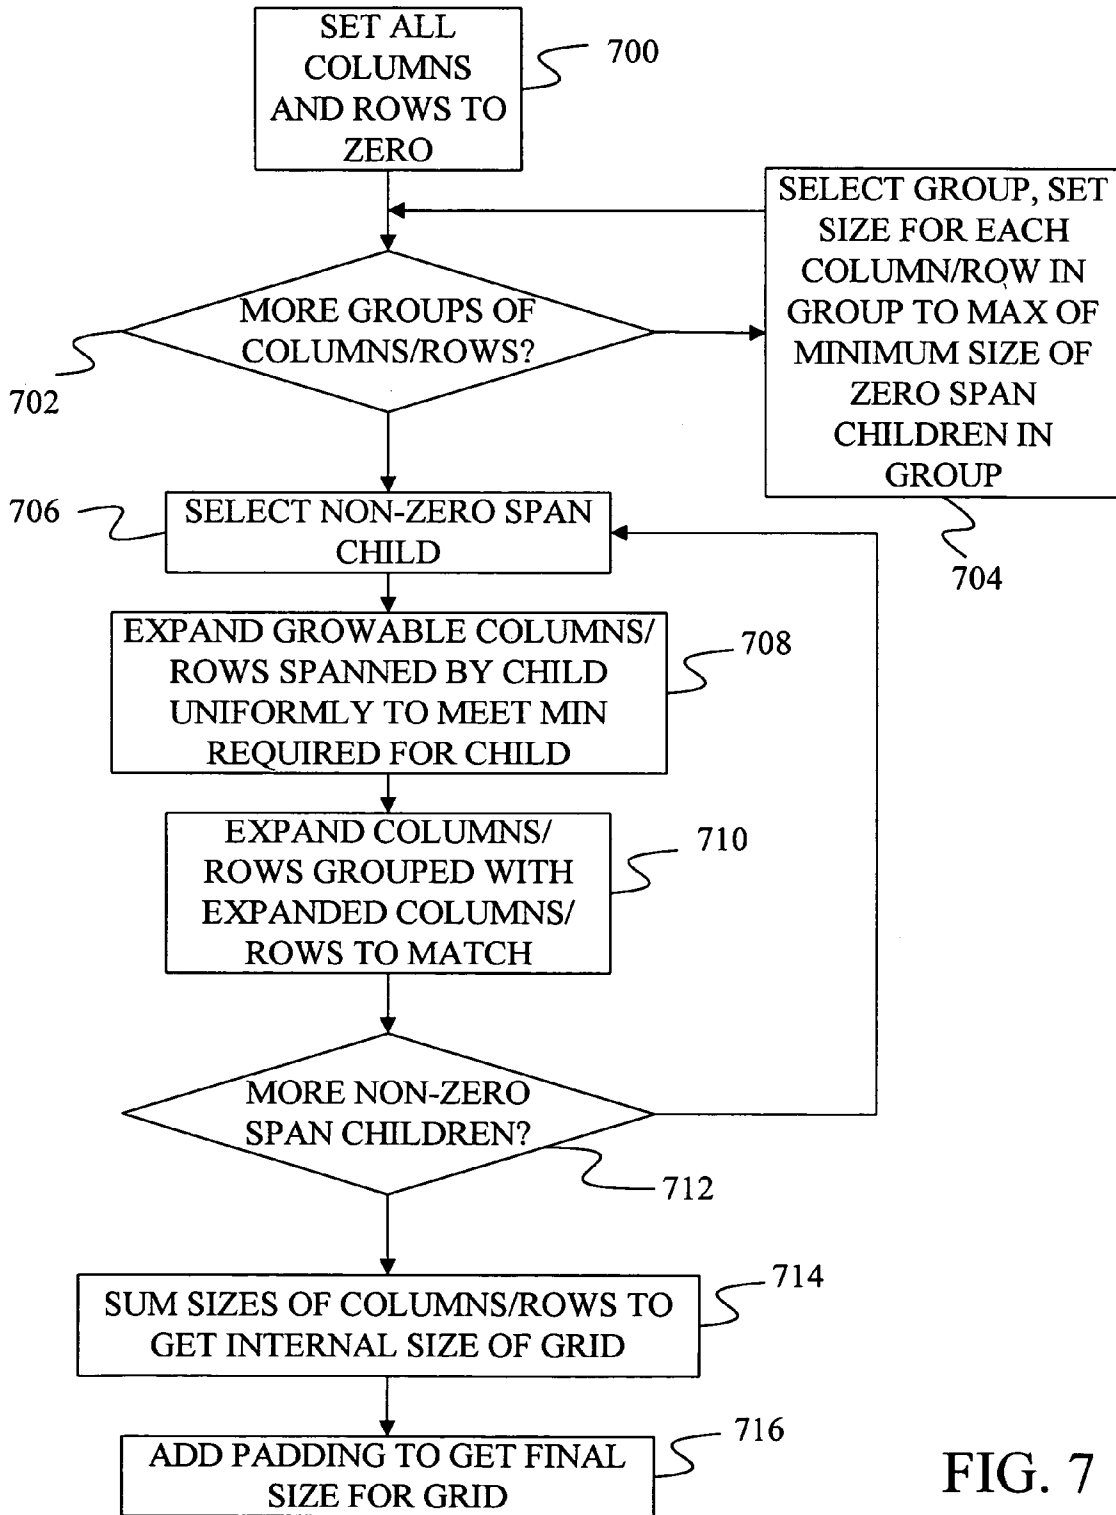 SET ALL
COLUMNS
AND ROWS TO
ZERO
700
SELECT GROUP, SET
SIZE FOR EACH
COLUMN/ROW IN
GROUP TO MAX OF
MINIMUM SIZE OF
ZERO SPAN
CHILDREN IN
GROUP
704
MORE GROUPS OF
COLUMNS/ROWS?
702
706
SELECT NON-ZERO SPAN
CHILD
EXPAND GROWABLE COLUMNS/
ROWS SPANNED BY CHILD
UNIFORMLY TO MEET MIN
REQUIRED FOR CHILD
708
EXPAND COLUMNS/
ROWS GROUPED WITH
EXPANDED COLUMNS/
ROWS TO MATCH
710
MORE NON-ZERO
SPAN CHILDREN?
712
SUM SIZES OF COLUMNS/ROWS TO
GET INTERNAL SIZE OF GRID
714
ADD PADDING TO GET FINAL
SIZE FOR GRID
716
FIG. 7